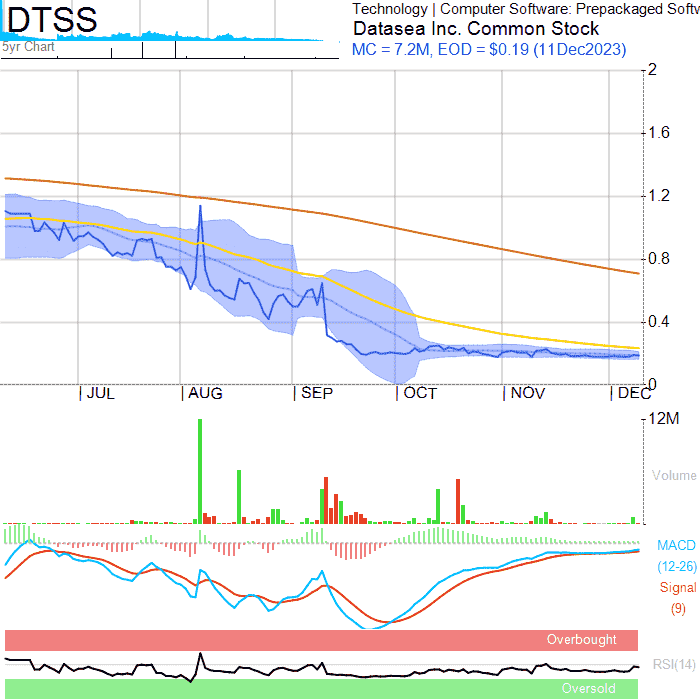 DTSS
5yr Chart
Technology | Computer Software: Prepackaged Softw
Datasea Inc. Common Stock
MC = 7.2M, EOD = $0.19 (11Dec2023)
2
1.6
1.2
0.8
0.4
0
JUL AUG SEP OCT NOV DEC
12M
Volume
MACD
(12-26)
Signal
(9)
Overbought
RSI(14)
Oversold